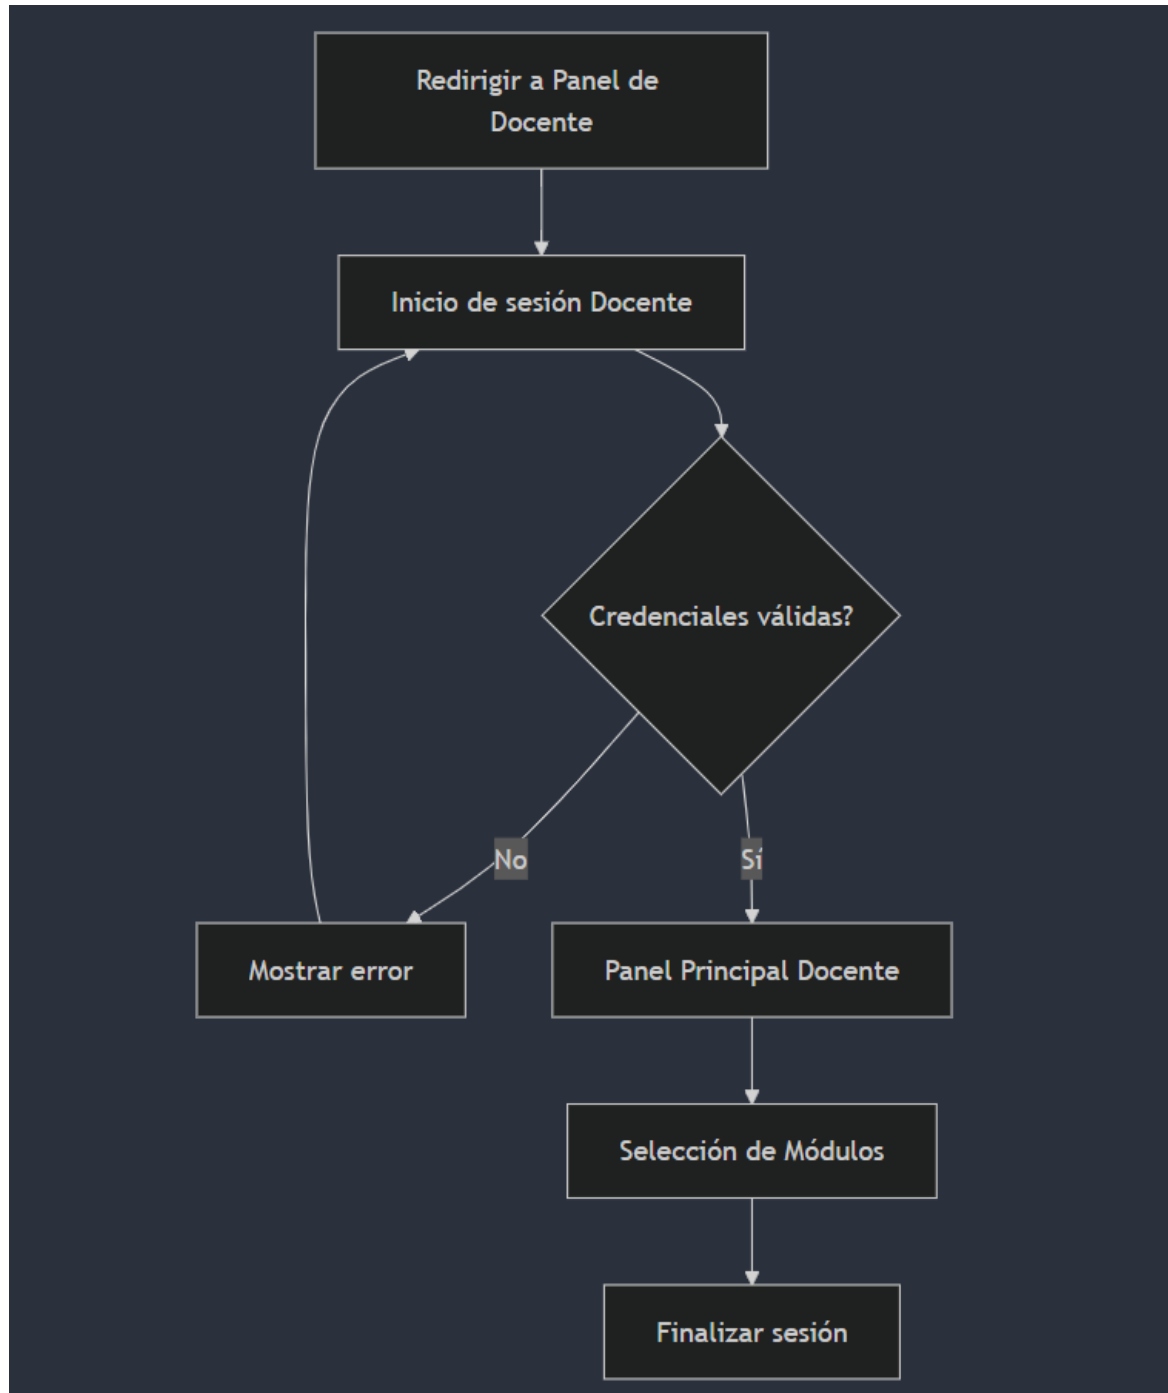 Redirigir a Panel de
Docente
Inicio de sesión Docente
Credenciales válidas?
No
Sí
Mostrar error
Panel Principal Docente
Selección de Módulos
Finalizar sesión